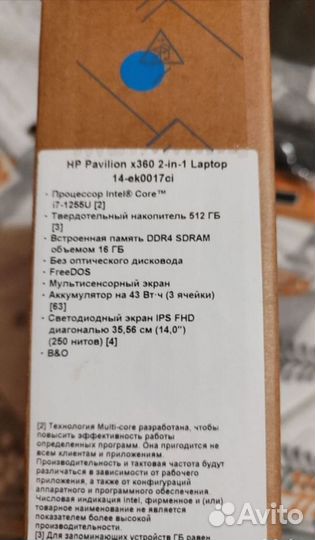 HP Pavilion x360 2-in-1 Laptop
14-ek0017ci
- Процессор Intel® Core™
i7-1255U [2]
- Твердотельный накопитель 512 ГБ
[3]
- Встроенная память DDR4 SDRAM
объемом 16 ГБ
- Без оптического дисковода
- FreeDOS
- Мультисенсорный экран
- Аккумулятор на 43 Вт·ч (3 ячейки)
[63]
- Светодиодный экран IPS FHD
диагональю 35,56 см (14,0")
(250 нитов) [4]
- B&O
[2] Технология Multi-core разработана, чтобы
повысить эффективность работы
определенных программ. Она пригодится не
всем клиентам и приложениям.
Производительность и тактовая частота будут
различаться в зависимости от рабочего
приложения, а также от конфигураций
аппаратного и программного обеспечения.
Числовая индикация Intel, фирменное и (или)
товарное наименование не является
показателем более высокой
производительности.
[3] Для запоминающих устройств ГБ равен
Avito